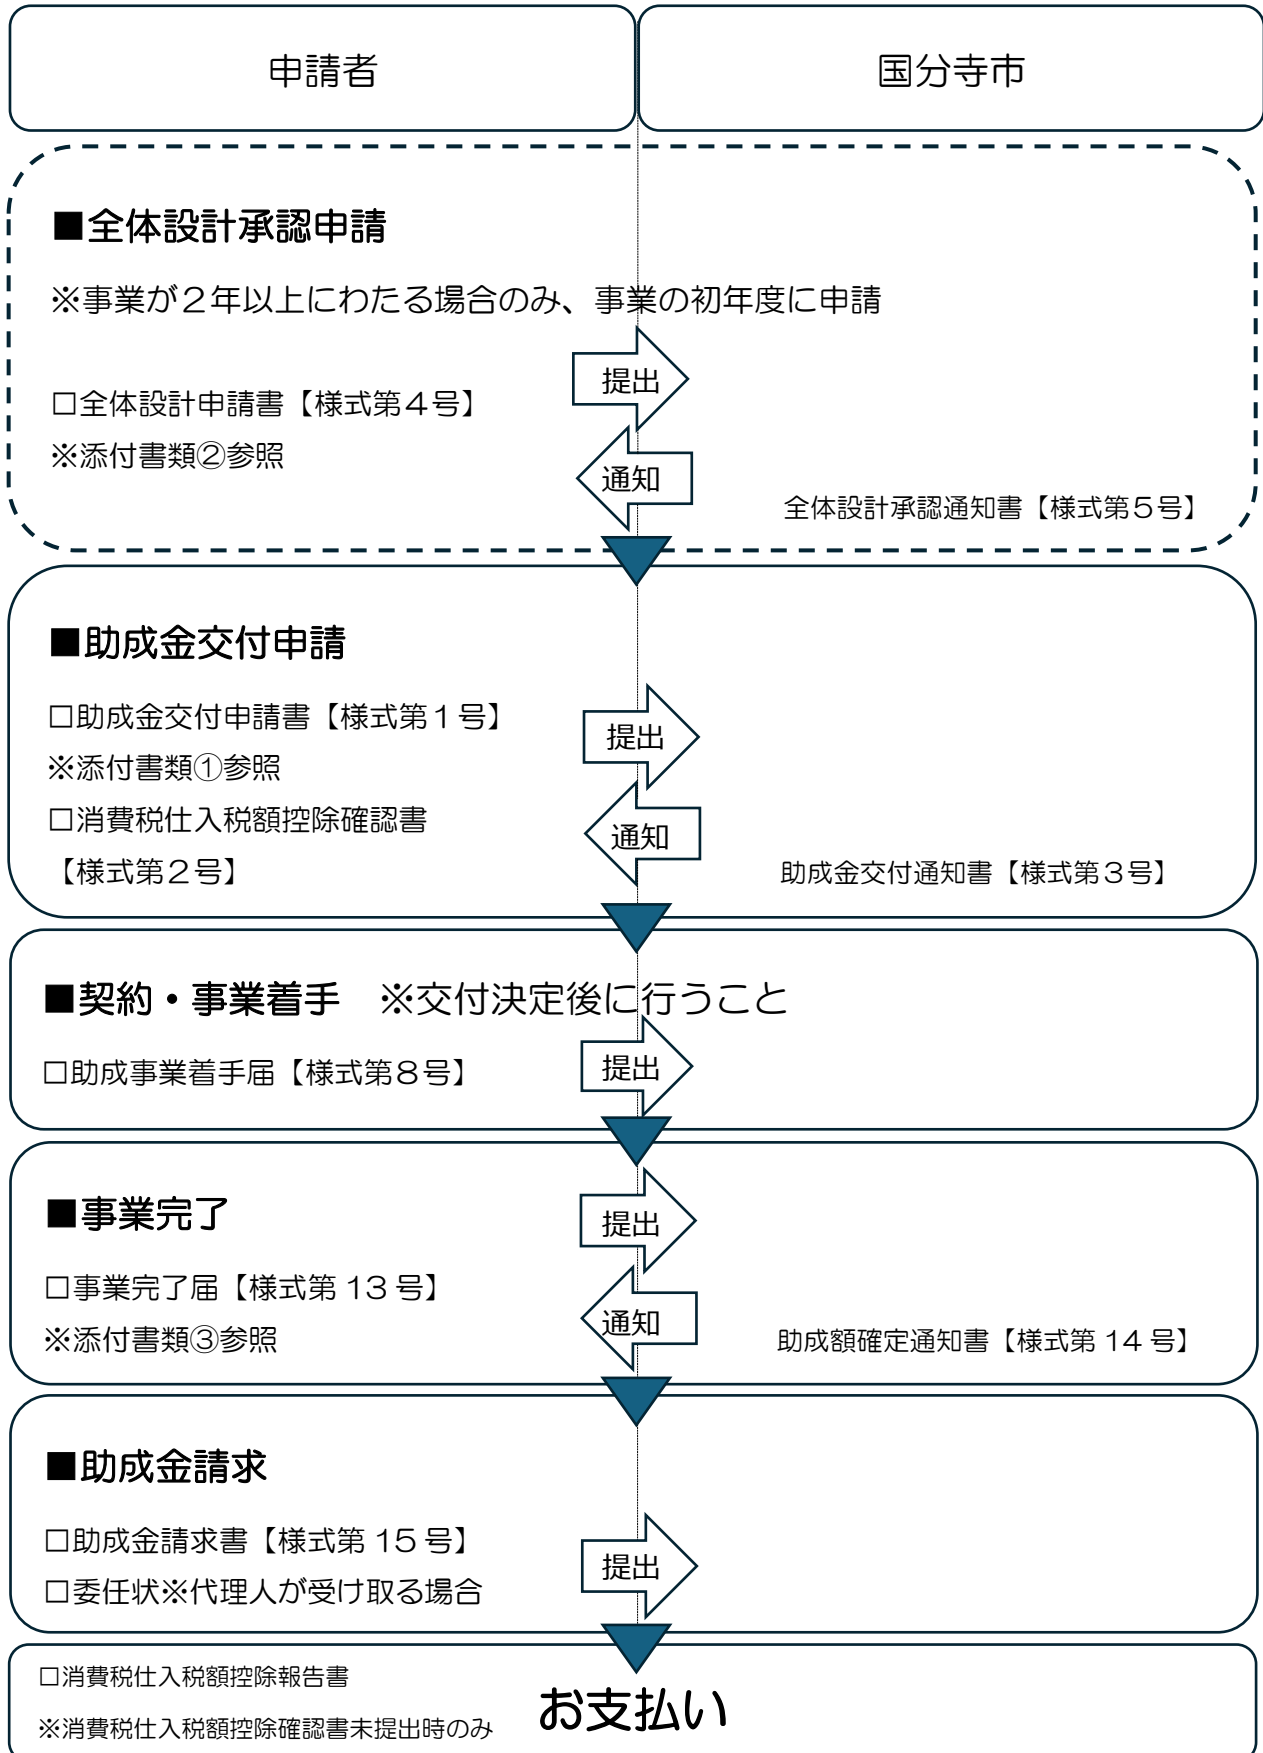 申請者
国分寺市
■全体設計承認申請
※事業が２年以上にわたる場合のみ、事業の初年度に申請
提出
□全体設計申請書【様式第４号】
※添付書類②参照
通知
全体設計承認通知書【様式第５号】
■助成金交付申請
□助成金交付申請書【様式第１号】
提出
※添付書類①参照
□消費税仕入税額控除確認書
通知
【様式第２号】
助成金交付通知書【様式第３号】
■契約・事業着手　※交付決定後に行うこと
□助成事業着手届【様式第８号】
提出
■事業完了
提出
□事業完了届【様式第 13 号】
※添付書類③参照
通知
助成額確定通知書【様式第 14 号】
■助成金請求
□助成金請求書【様式第 15 号】
提出
□委任状※代理人が受け取る場合
□消費税仕入税額控除報告書
※消費税仕入税額控除確認書未提出時のみ
お支払い